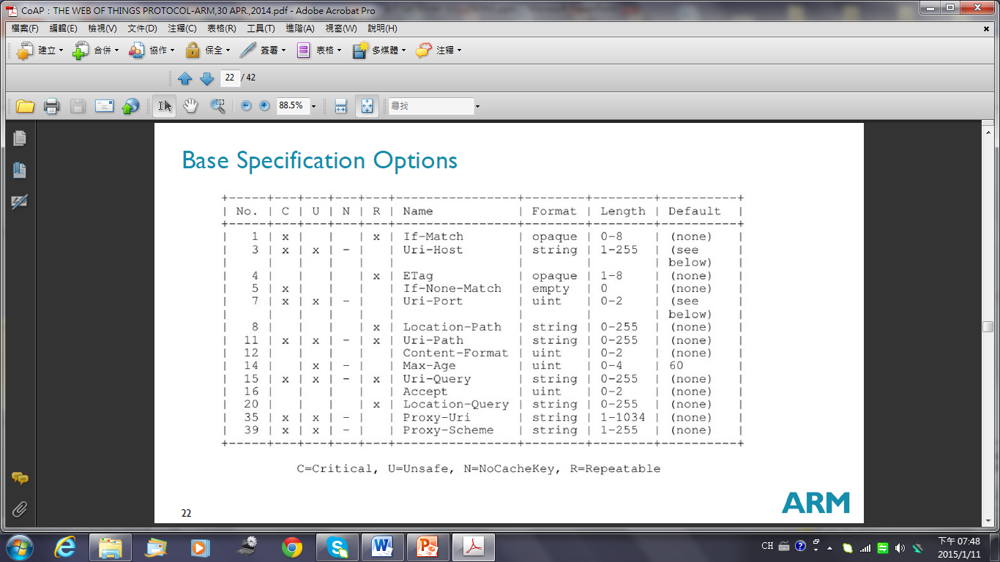 CoAP : THE WEB OF THINGS PROTOCOL-ARM,30 APR.,2014.pdf - Adobe Acrobat Pro
檔案(F) 編輯(E) 檢視(V) 文件(D) 注釋(C) 表格(R) 工具(T) 進階(A) 視窗(W) 說明(H)
建立 合併 協作 保全 簽署 表格 多媒體 注釋
22 / 42
88.5% 尋找
Base Specification Options
+-----+---+---+---+---+----------------+--------+--------+----------+
| No. | C | U | N | R | Name           | Format | Length | Default  |
+-----+---+---+---+---+----------------+--------+--------+----------+
|   1 | x |   |   | x | If-Match       | opaque | 0-8    | (none)   |
|   3 | x | x | - |   | Uri-Host       | string | 1-255  | (see     |
|     |   |   |   |   |                |        |        | below)   |
|   4 |   |   |   | x | ETag           | opaque | 1-8    | (none)   |
|   5 | x |   |   |   | If-None-Match  | empty  | 0      | (none)   |
|   7 | x | x | - |   | Uri-Port       | uint   | 0-2    | (see     |
|     |   |   |   |   |                |        |        | below)   |
|   8 |   |   |   | x | Location-Path  | string | 0-255  | (none)   |
|  11 | x | x | - | x | Uri-Path       | string | 0-255  | (none)   |
|  12 |   |   |   |   | Content-Format | uint   | 0-2    | (none)   |
|  14 |   | x | - |   | Max-Age        | uint   | 0-4    | 60       |
|  15 | x | x | - | x | Uri-Query      | string | 0-255  | (none)   |
|  16 |   |   |   |   | Accept         | uint   | 0-2    | (none)   |
|  20 |   |   |   | x | Location-Query | string | 0-255  | (none)   |
|  35 | x | x | - |   | Proxy-Uri      | string | 1-1034 | (none)   |
|  39 | x | x | - |   | Proxy-Scheme   | string | 1-255  | (none)   |
+-----+---+---+---+---+----------------+--------+--------+----------+
C=Critical, U=Unsafe, N=NoCacheKey, R=Repeatable
22
ARM
CH
下午 07:48
2015/1/11